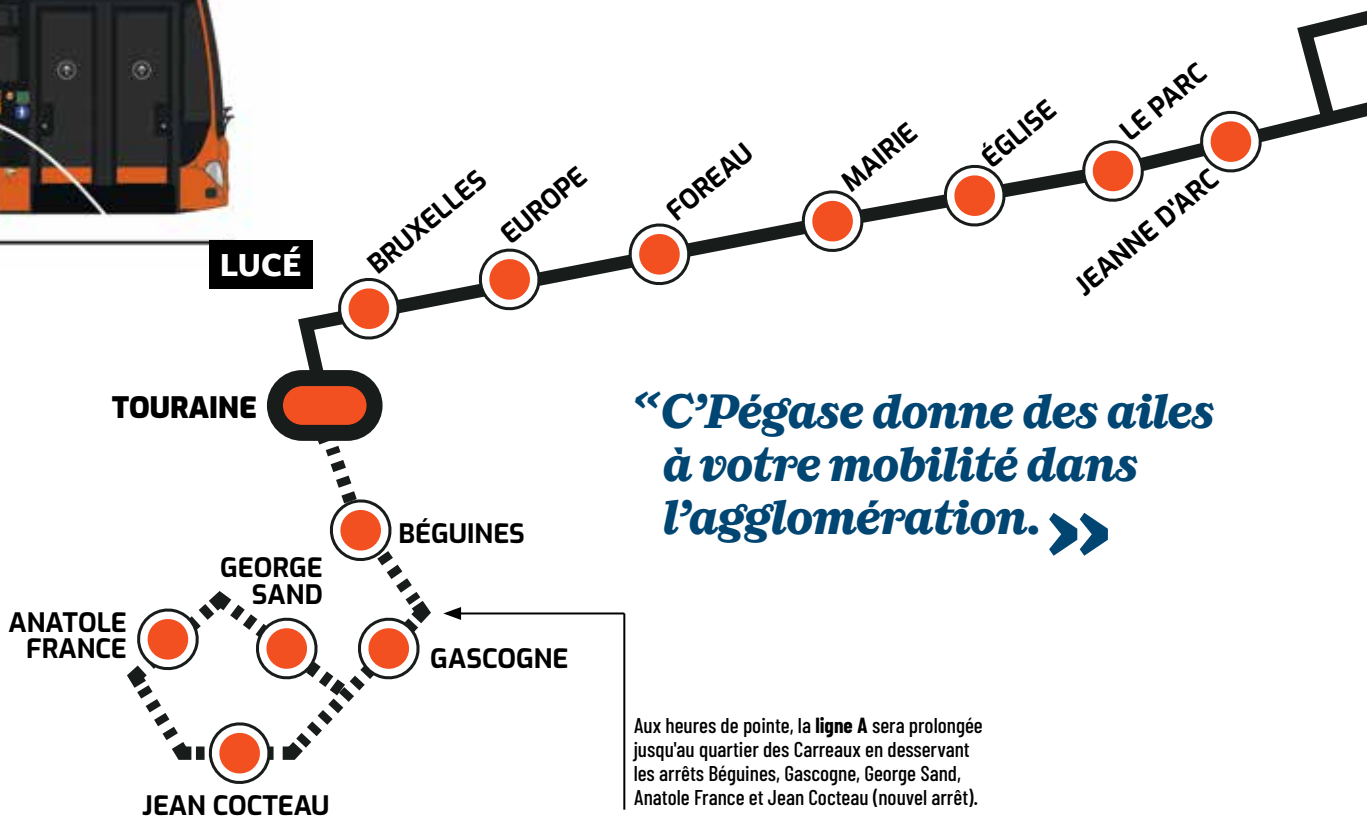 LE PARC
ÉGLISE
MAIRIE
FOREAU
EUROPE
BRUXELLES
JEANNE D'ARC
LUCÉ
TOURAINE
«C’Pégase donne des ailes
à votre mobilité dans
l’agglomération.»
BÉGUINES
GEORGE
SAND
ANATOLE
FRANCE
GASCOGNE
JEAN COCTEAU
Aux heures de pointe, la ligne A sera prolongée
jusqu'au quartier des Carreaux en desservant
les arrêts Béguines, Gascogne, George Sand,
Anatole France et Jean Cocteau (nouvel arrêt).